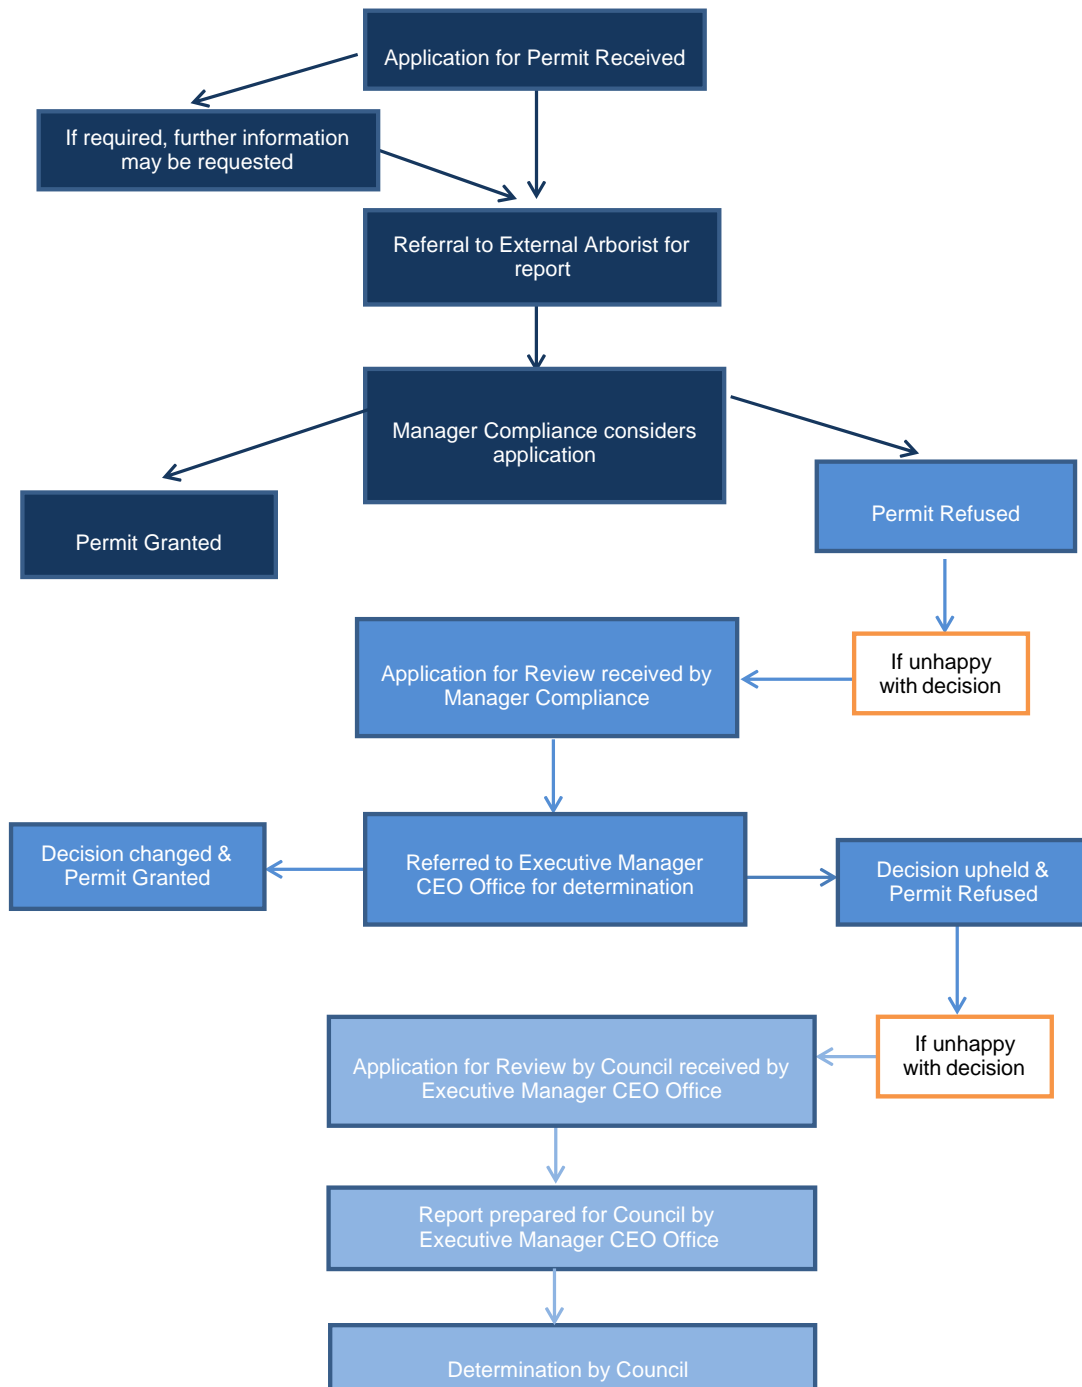 Application for Permit Received
If required, further information
may be requested
Referral to External Arborist for
report
Manager Compliance considers
application
Permit Refused
Permit Granted
If unhappy
with decision
Application for Review received by
Manager Compliance
Decision changed &
Permit Granted
Referred to Executive Manager
CEO Office for determination
Decision upheld &
Permit Refused
If unhappy
with decision
Application for Review by Council received by
Executive Manager CEO Office
Report prepared for Council by
Executive Manager CEO Office
Determination by Council